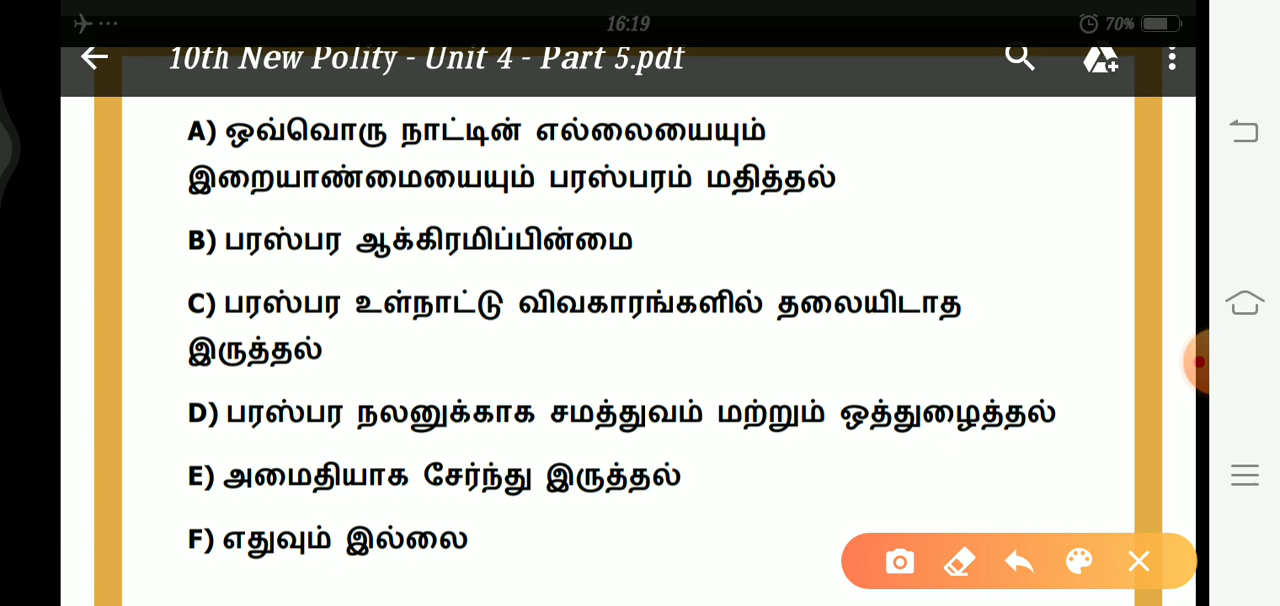 16:19
70%
10th New Polity - Unit 4 - Part 5.pdf
A) ஒவ்வொரு நாட்டின் எல்லையையும்
இறையாண்மையையும் பரஸ்பரம் மதித்தல்
B) பரஸ்பர ஆக்கிரமிப்பின்மை
C) பரஸ்பர உள்நாட்டு விவகாரங்களில் தலையிடாத
இருத்தல்
D) பரஸ்பர நலனுக்காக சமத்துவம் மற்றும் ஒத்துழைத்தல்
E) அமைதியாக சேர்ந்து இருத்தல்
F) எதுவும் இல்லை